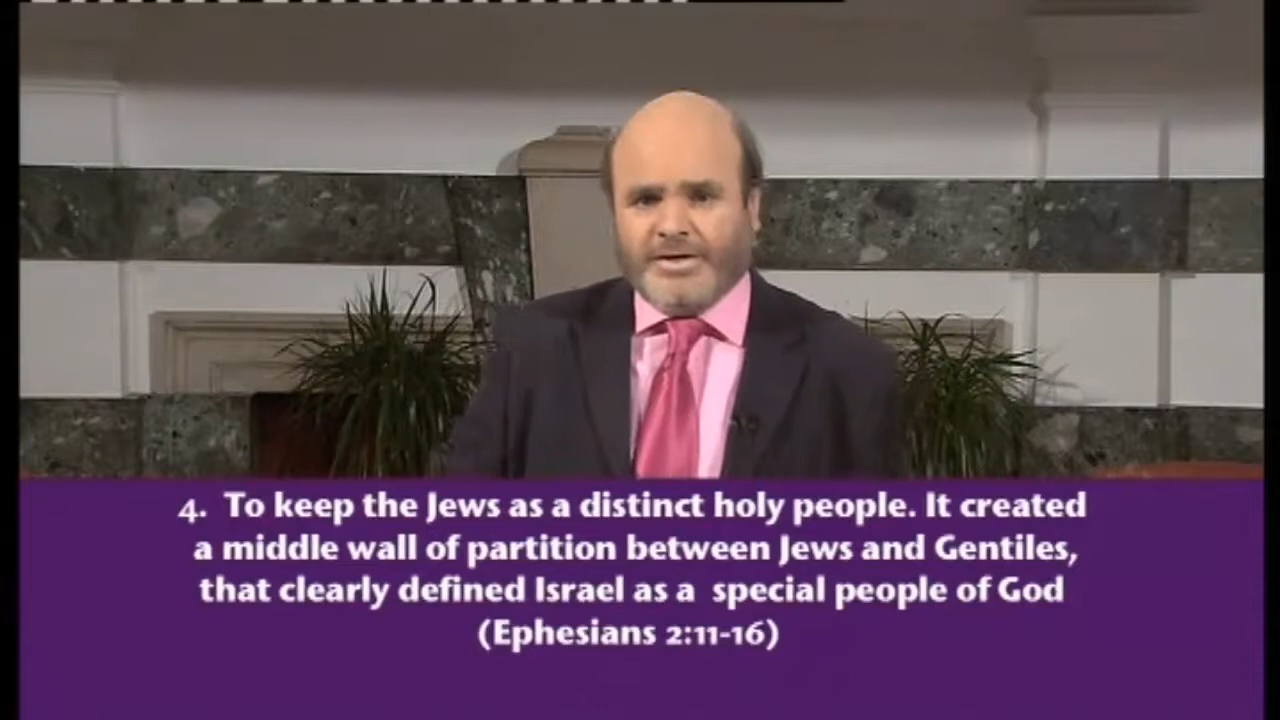 4. To keep the Jews as a distinct holy people. It created
a middle wall of partition between Jews and Gentiles,
that clearly defined Israel as a special people of God
(Ephesians 2:11-16)